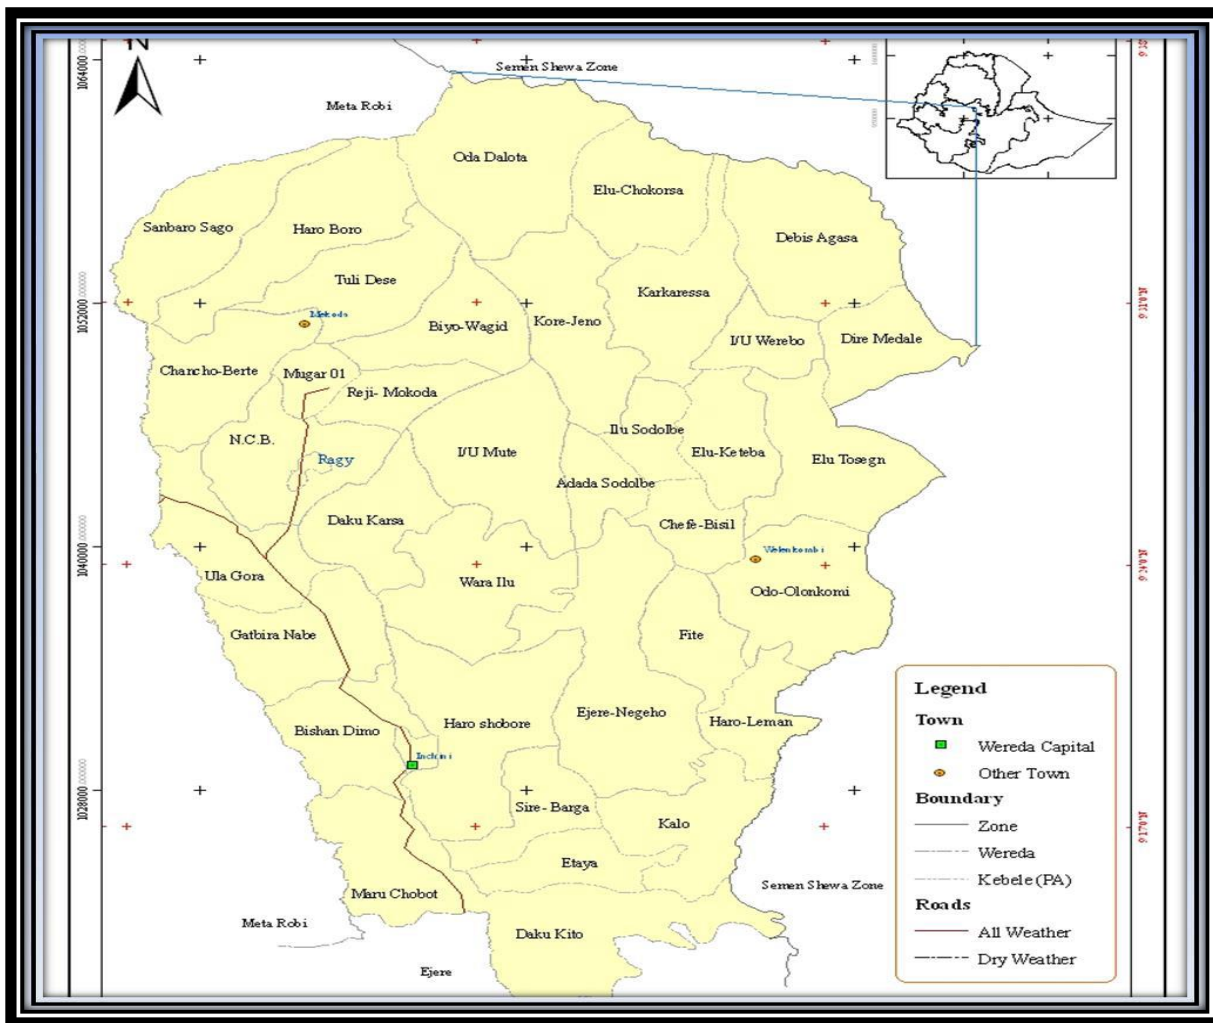 N
Semen Shewa Zone
Meta Robi
Oda Dalota
Elu-Chokorsa
Sanbaro Sago
Haro Boro
Debis Agasa
Tuli Dese
Karkaressa
Biyo-Wagid
Kore-Jeno
I/U Werebo
Dire Medale
Chancho-Berte
Mugar 01
Reji- Mokoda
Ilu Sodolbe
N.C.B.
Ragy
I/U Mute
Elu-Keteba
Elu Tosegn
Adada Sodolbe
Daku Karsa
Chefe-Bisil
Ula Gora
Wara Ilu
Odo-Olonkomi
Gatbira Nabe
Fite
Bishan Dimo
Haro shobore
Ejere-Negeho
Haro-Leman
Inchini
Sire- Barga
Kalo
Etaya
Maru Chobot
Semen Shewa Zone
Meta Robi
Daku Kito
Ejere
Legend
Town
Wereda Capital
Other Town
Boundary
Zone
Wereda
Kebele (PA)
Roads
All Weather
Dry Weather